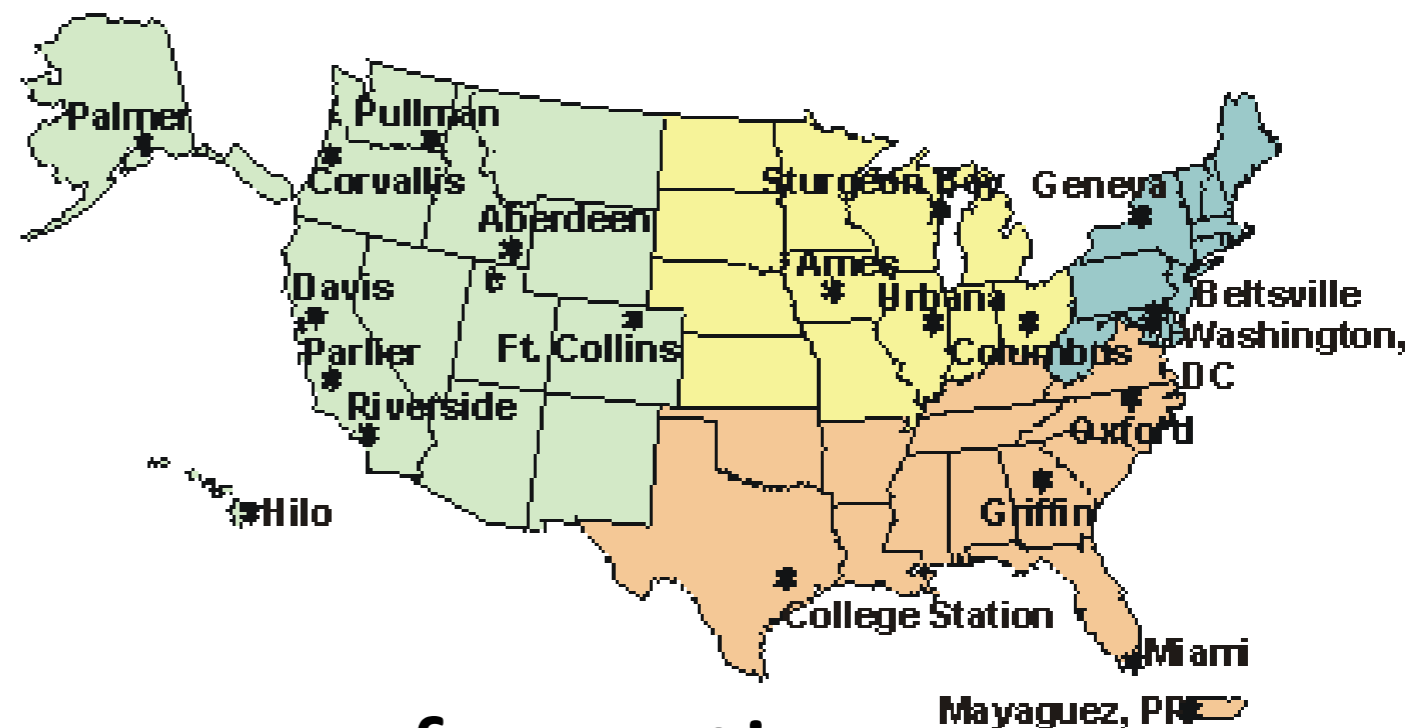 Palmer
Pullman
Corvallis
Sturgeon Bay
Geneva
Aberdeen
Ames
Davis
Urbana
Beltsville
Washington,
DC
Parlier
Ft. Collins
Columbus
Riverside
Oxford
Hilo
Griffin
College Station
Miami
Mayaguez, PR